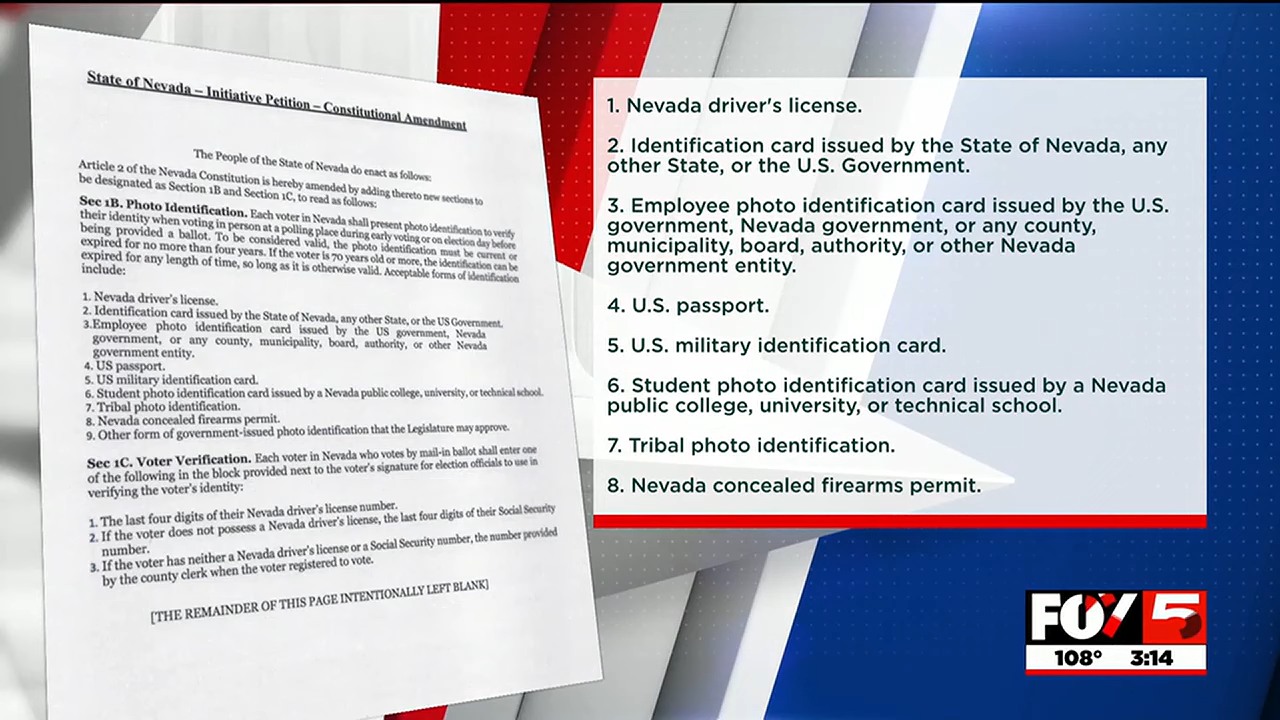 State of Nevada – Initiative Petition – Constitutional Amendment
The People of the State of Nevada do enact as follows:
Article 2 of the Nevada Constitution is hereby amended by adding thereto new sections to
be designated as Section 1B and Section 1C, to read as follows:
Sec 1B. Photo Identification. Each voter in Nevada shall present photo identification to verify
their identity when voting in person at a polling place during early voting or on election day before
being provided a ballot. To be considered valid, the photo identification must be current or
expired for no more than four years. If the voter is 70 years old or more, the identification can be
expired for any length of time, so long as it is otherwise valid. Acceptable forms of identification
include:
1. Nevada driver's license.
2. Identification card issued by the State of Nevada, any other State, or the US Government.
3.Employee photo identification card issued by the US government, Nevada
government, or any county, municipality, board, authority, or other Nevada
government entity.
4. US passport.
5. US military identification card.
6. Student photo identification card issued by a Nevada public college, university, or technical school.
7. Tribal photo identification.
8. Nevada concealed firearms permit.
9. Other form of government-issued photo identification that the Legislature may approve.
Sec 1C. Voter Verification. Each voter in Nevada who votes by mail-in ballot shall enter one
of the following in the block provided next to the voter's signature for election officials to use in
verifying the voter's identity:
1. The last four digits of their Nevada driver's license number.
2. If the voter does not possess a Nevada driver's license, the last four digits of their Social Security
number.
3. If the voter has neither a Nevada driver's license or a Social Security number, the number provided
by the county clerk when the voter registered to vote.
[THE REMAINDER OF THIS PAGE INTENTIONALLY LEFT BLANK]
1. Nevada driver's license.
2. Identification card issued by the State of Nevada, any
other State, or the U.S. Government.
3. Employee photo identification card issued by the U.S.
government, Nevada government, or any county,
municipality, board, authority, or other Nevada
government entity.
4. U.S. passport.
5. U.S. military identification card.
6. Student photo identification card issued by a Nevada
public college, university, or technical school.
7. Tribal photo identification.
8. Nevada concealed firearms permit.
FOX 5
108° 3:14